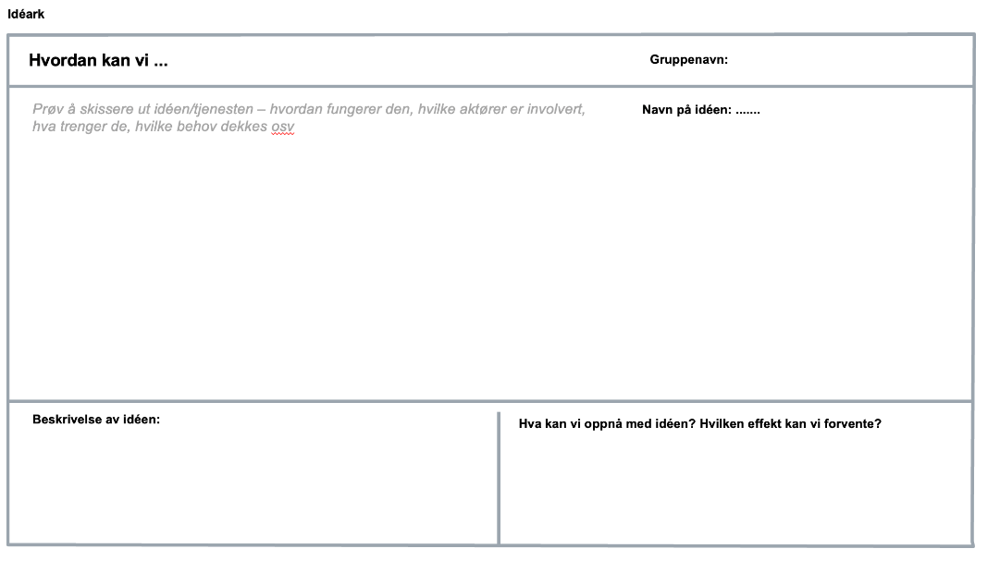 Idéark
Hvordan kan vi ...
Gruppenavn:
Prøv å skissere ut idéen/tjenesten – hvordan fungerer den, hvilke aktører er involvert,
hva trenger de, hvilke behov dekkes osv
Navn på idéen: .......
Beskrivelse av idéen:
Hva kan vi oppnå med idéen? Hvilken effekt kan vi forvente?